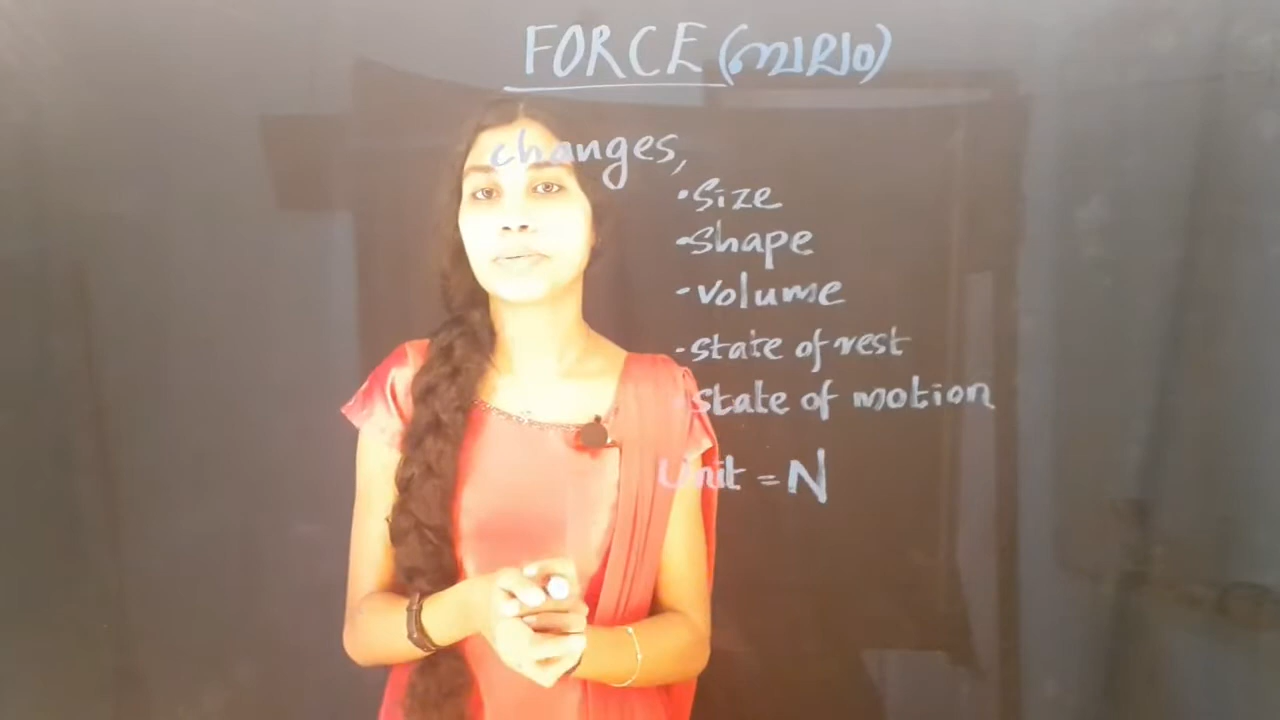 FORCE (ബലം)
changes,
• Size
• Shape
- volume
- state of rest
• state of motion
Unit = N